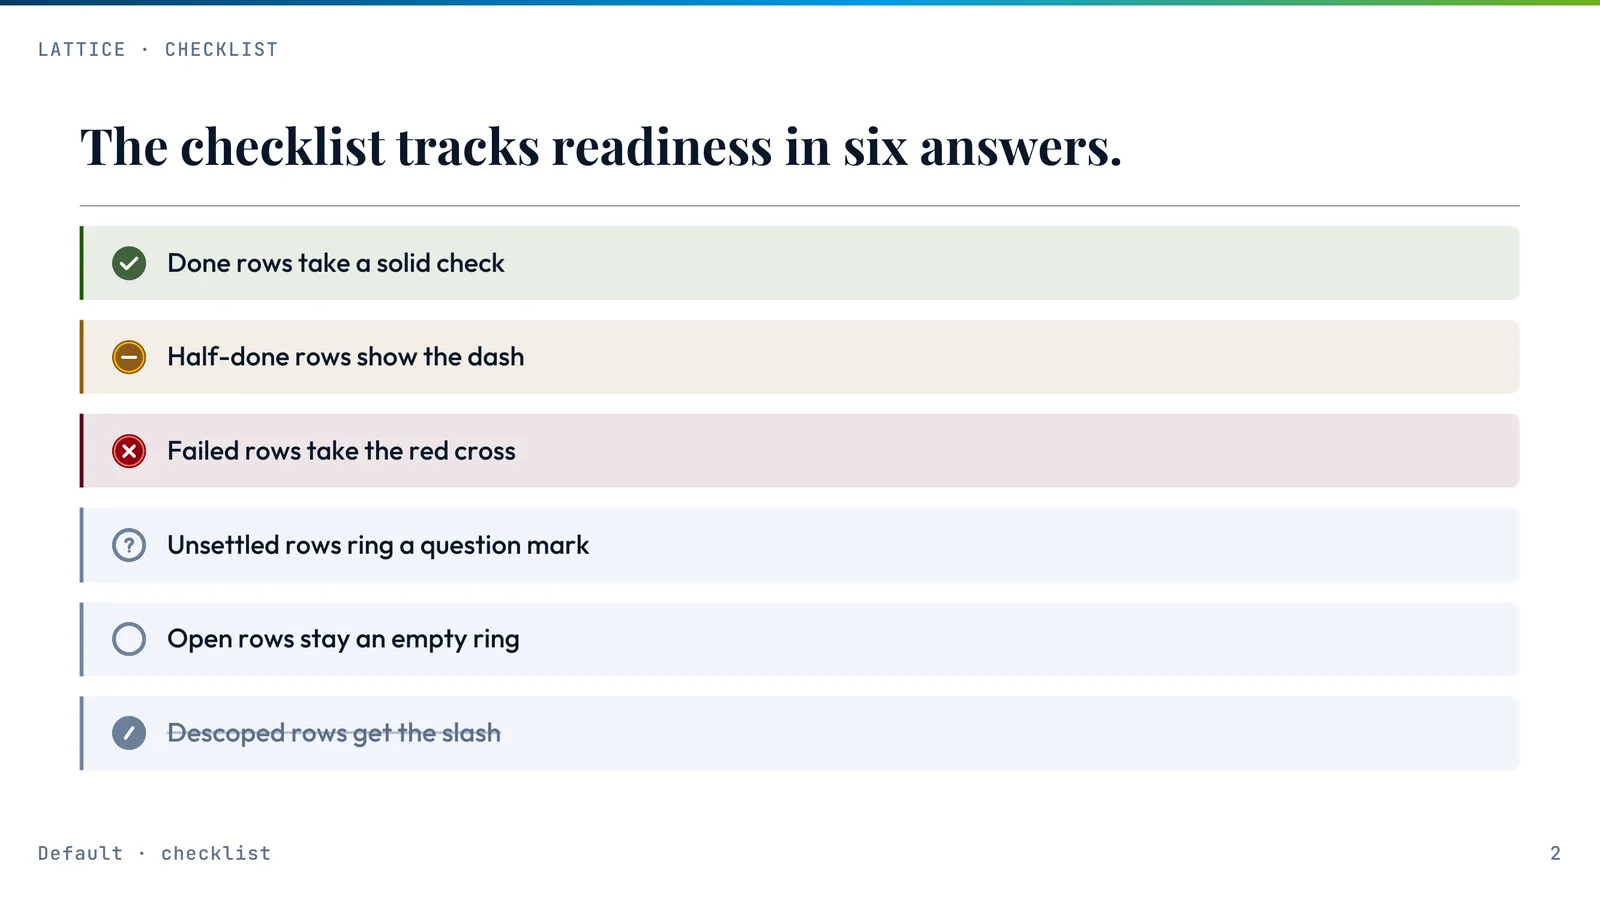 LATTICE · CHECKLIST
The checklist tracks readiness in six answers.
Done rows take a solid check
Half-done rows show the dash
Failed rows take the red cross
?
Unsettled rows ring a question mark
Open rows stay an empty ring
Descoped rows get the slash
Default · checklist
2